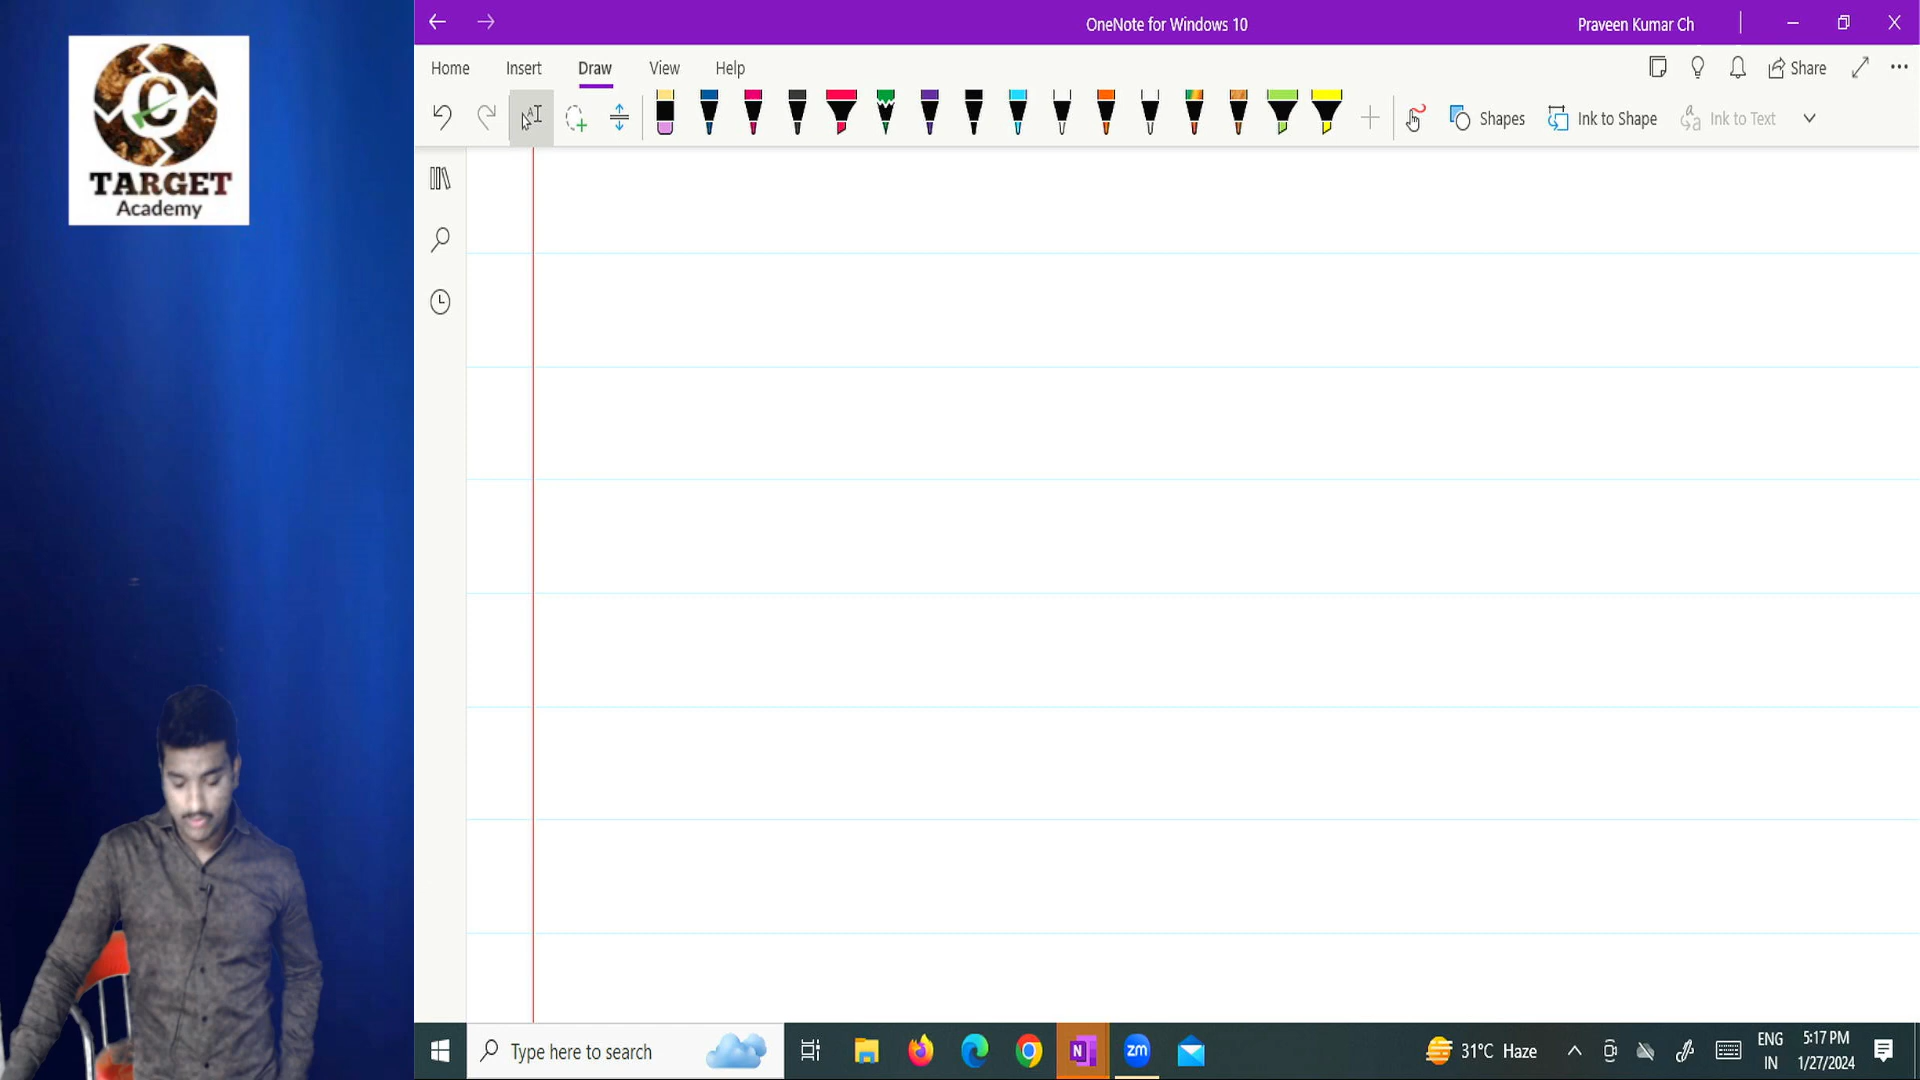 C
TARGET
Academy
OneNote for Windows 10
Praveen Kumar Ch
Home Insert Draw View Help
Share
Shapes
Ink to Shape
Ink to Text
Type here to search
N
zm
31°C Haze
ENG
IN
5:17 PM
1/27/2024